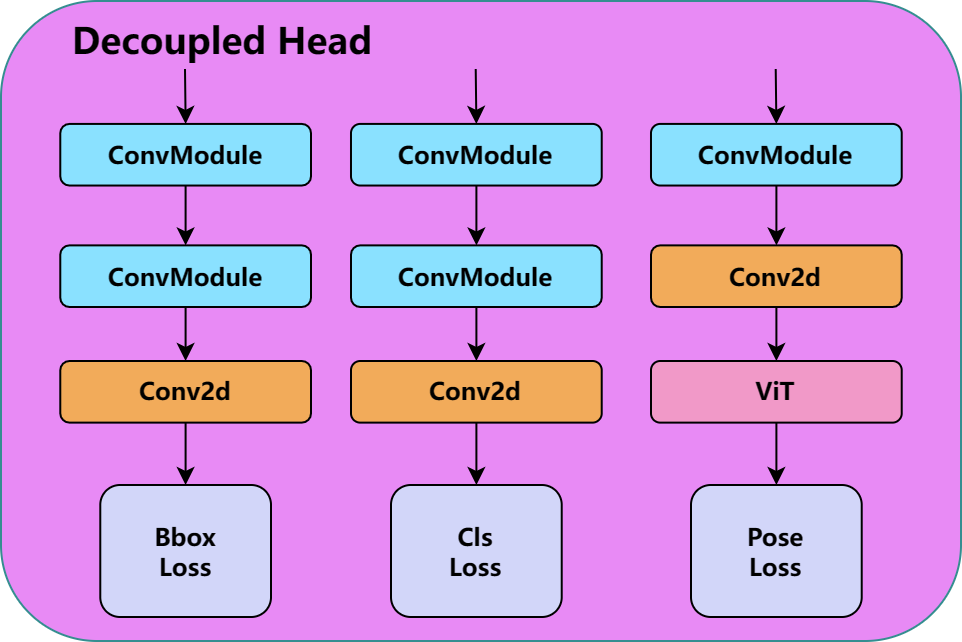 Decoupled Head
ConvModule
ConvModule
ConvModule
ConvModule
ConvModule
Conv2d
Conv2d
Conv2d
ViT
Bbox
Loss
Cls
Loss
Pose
Loss